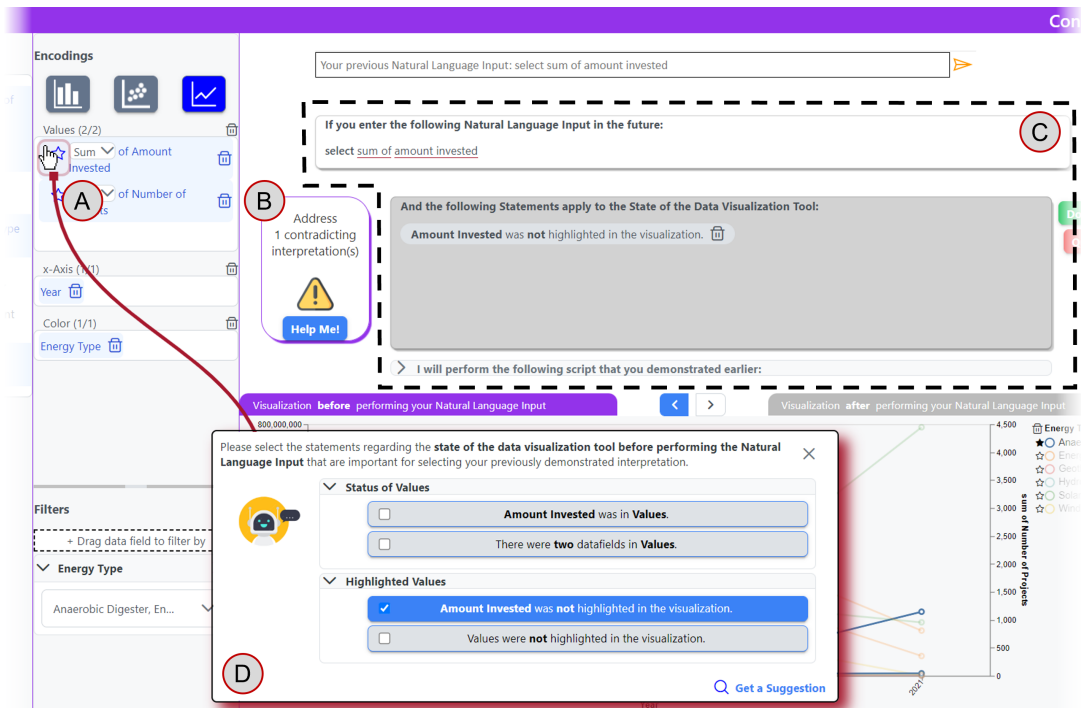 Con
Encodings
Your previous Natural Language Input: select sum of amount invested
Values (2/2)
Sum of Amount
Invested
of Number of
A
x-Axis (1/1)
Year
Color (1/1)
Energy Type
If you enter the following Natural Language Input in the future:
select sum of amount invested
C
B
Address
1 contradicting
interpretation(s)
Help Me!
And the following Statements apply to the State of the Data Visualization Tool:
Amount Invested was not highlighted in the visualization.
I will perform the following script that you demonstrated earlier:
Visualization before performing your Natural Language Input
Visualization after performing your Natural Language Input
800,000,000
4,500
4,000
3,500
3,000
2,500
2,000
1,500
1,000
500
0
sum of Number of Projects
2021
Energy T
Anae
Ener
Geot
Hydr
Sola
Wind
Please select the statements regarding the state of the data visualization tool before performing the Natural
Language Input that are important for selecting your previously demonstrated interpretation.
Status of Values
Amount Invested was in Values.
There were two datafields in Values.
Highlighted Values
Amount Invested was not highlighted in the visualization.
Values were not highlighted in the visualization.
D
Get a Suggestion
Filters
+ Drag data field to filter by
Energy Type
Anaerobic Digester, En...